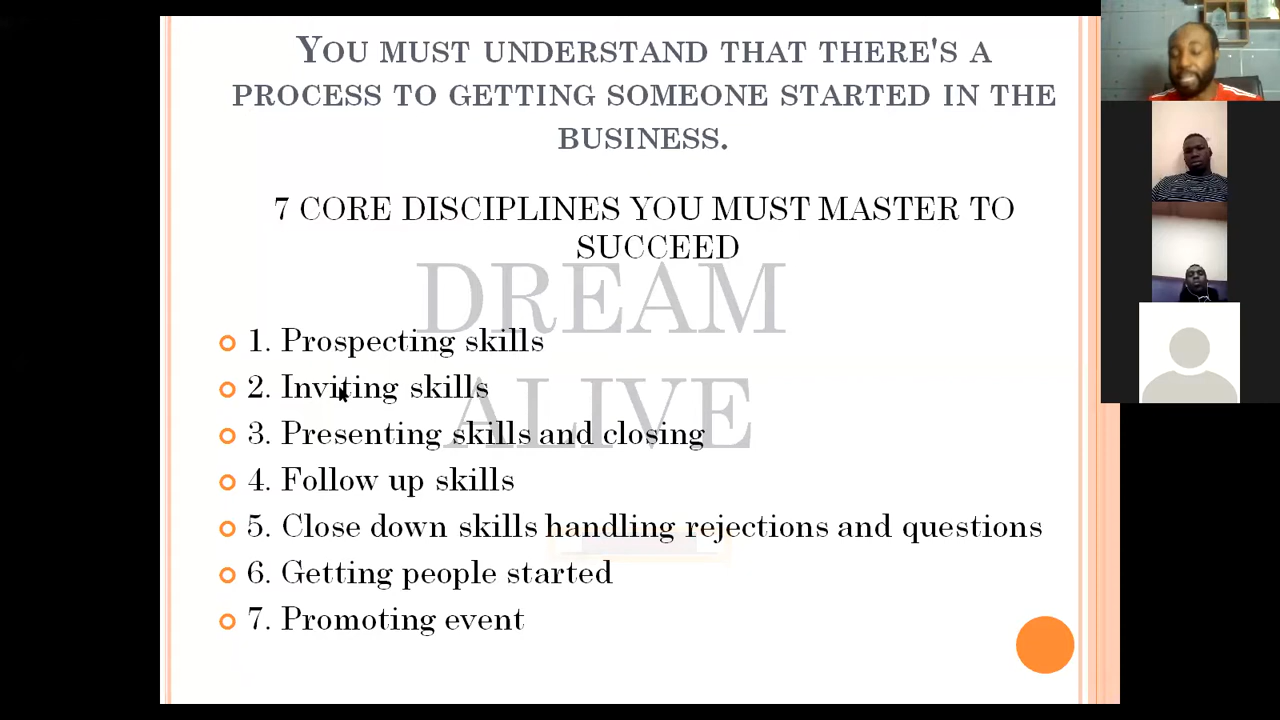 You must understand that there's a
process to getting someone started in the
business.
7 CORE DISCIPLINES YOU MUST MASTER TO
SUCCEED
DREAM
1. Prospecting skills
2. Inviting skills
ALIVE
3. Presenting skills and closing
4. Follow up skills
5. Close down skills handling rejections and questions
6. Getting people started
7. Promoting event